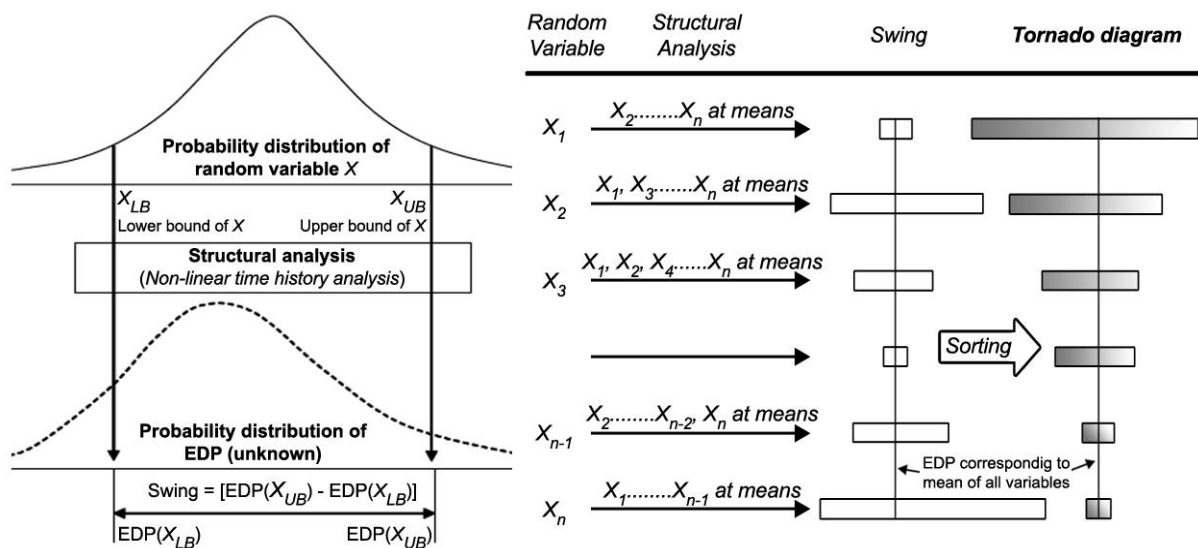 Probability distribution of
random variable X
X_LB
X_UB
Lower bound of X
Upper bound of X
Structural analysis
(Non-linear time history analysis)
Probability distribution of
EDP (unknown)
Swing = [EDP(X_UB) - EDP(X_LB)]
EDP(X_LB)
EDP(X_UB)
Random
Variable
Structural
Analysis
Swing
Tornado diagram
X_1
X_2........X_n at means
X_2
X_1, X_3.......X_n at means
X_3
X_1, X_2, X_4......X_n at means
Sorting
X_n-1
X_2........X_n-2, X_n at means
EDP correspondig to
mean of all variables
X_n
X_1........X_n-1 at means